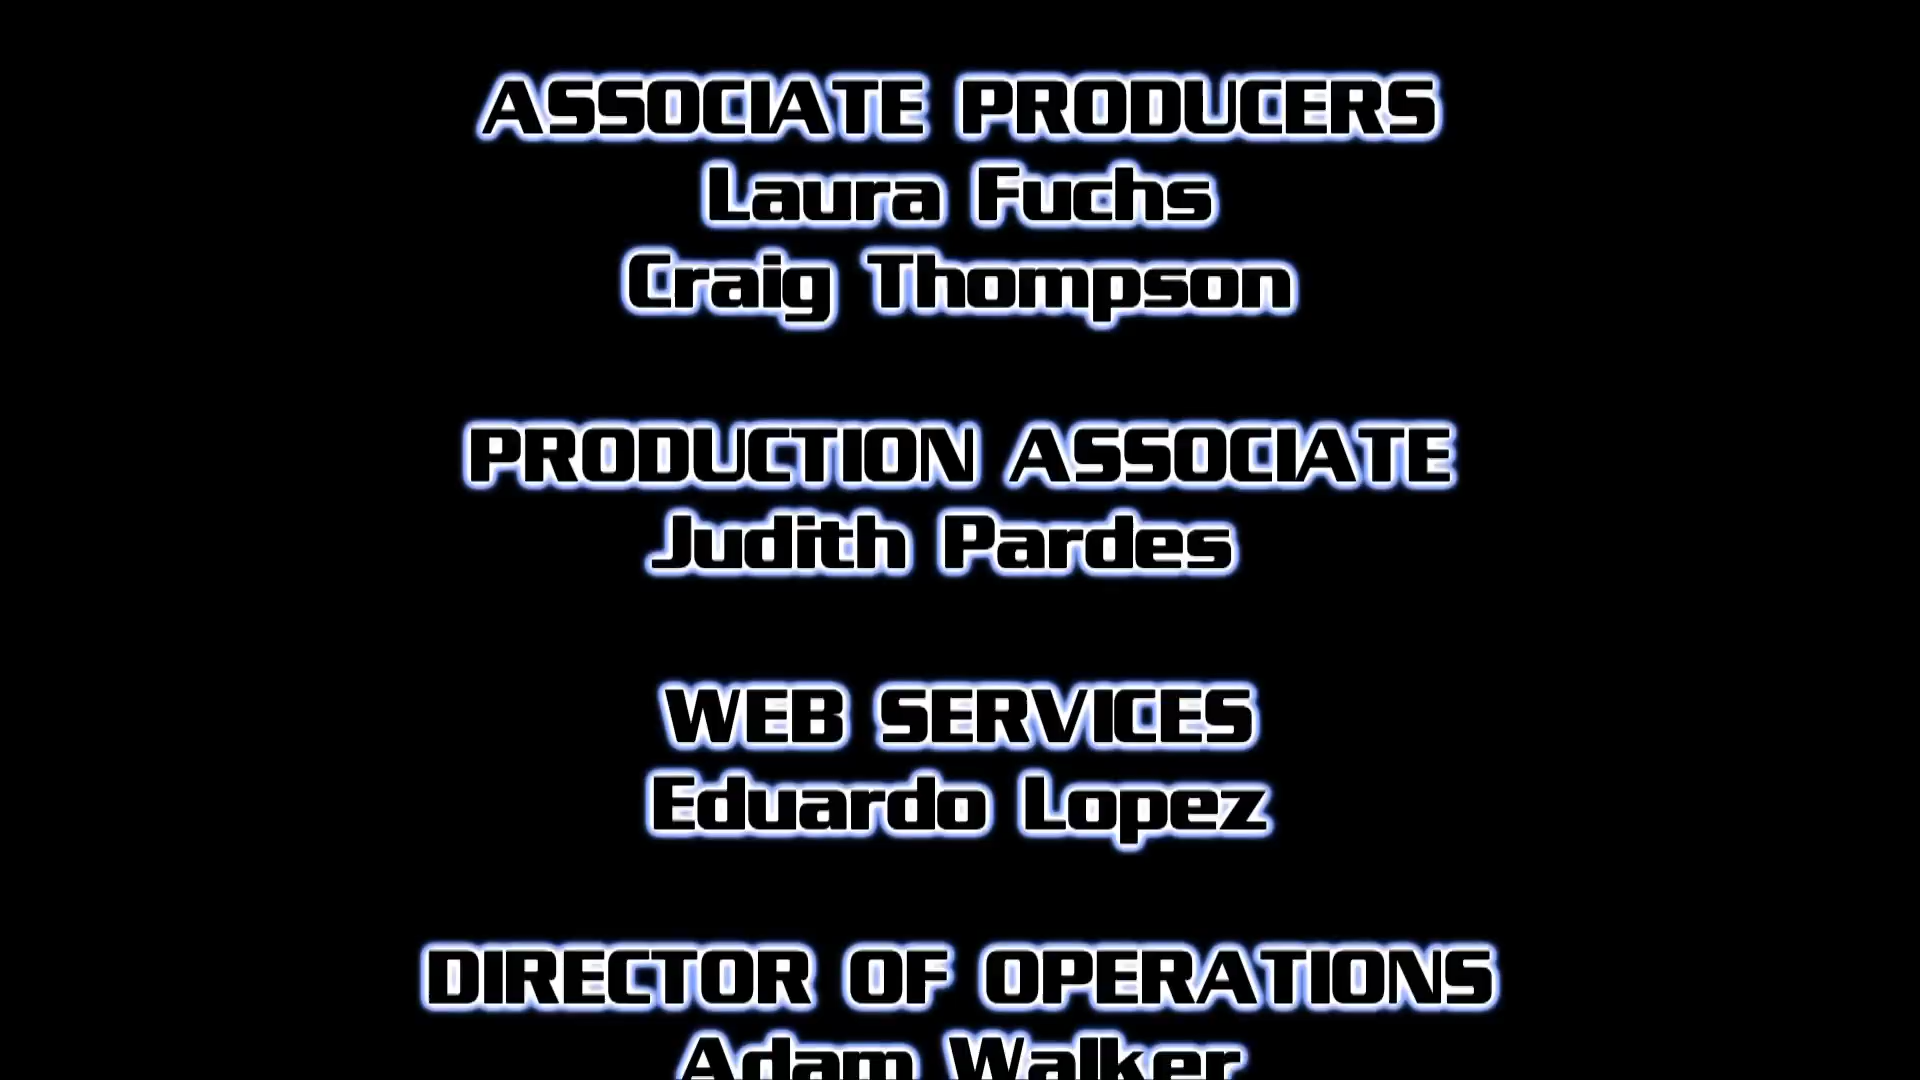 ASSOCIATE PRODUCERS
Laura Fuchs
Craig Thompson
PRODUCTION ASSOCIATE
Judith Pardes
WEB SERVICES
Eduardo Lopez
DIRECTOR OF OPERATIONS
Adam Walker